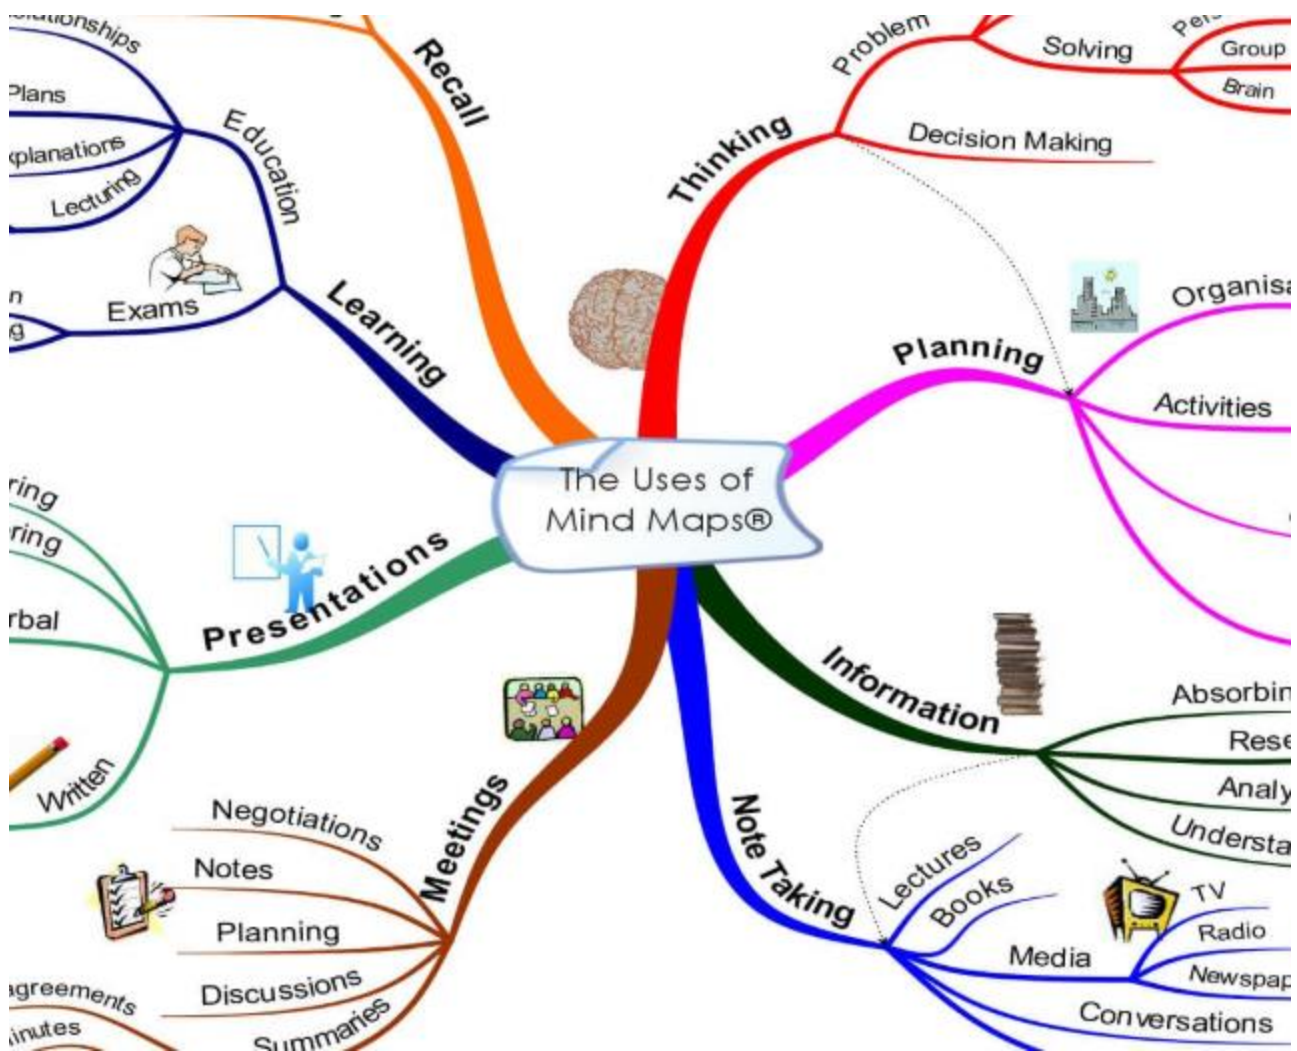 The Uses of
Mind Maps®
Thinking
Problem
Solving
Group
Brain
Decision Making
Planning
Activities
Information
Note Taking
Lectures
Books
Media
TV
Radio
Conversations
Meetings
Negotiations
Notes
Planning
Discussions
Summaries
agreements
Presentations
Written
Learning
Education
Plans
Lecturing
Exams
Recall